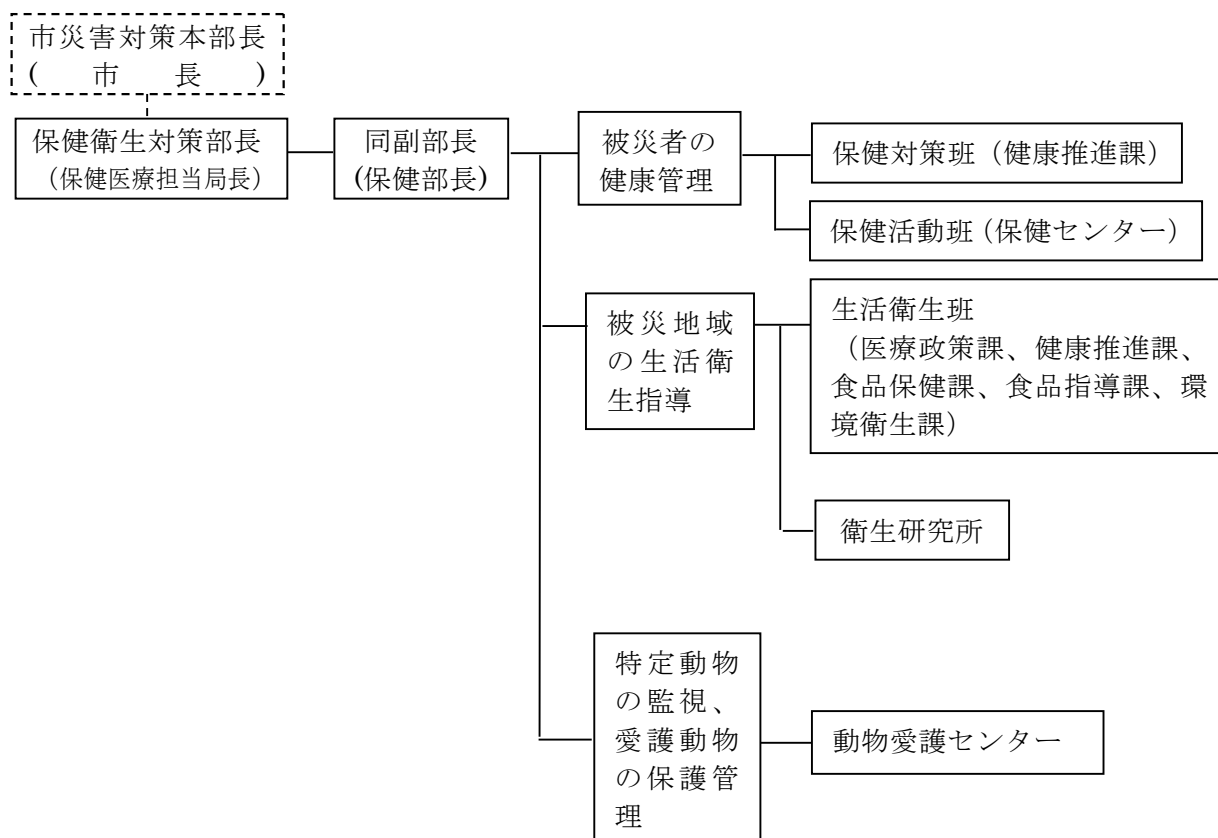 市災害対策本部長
(　市　長　)
保健衛生対策部長
（保健医療担当局長）
同副部長
(保健部長)
被災者の
健康管理
保健対策班（健康推進課）
保健活動班（保健センター）
被災地域
の生活衛
生指導
生活衛生班
（医療政策課、健康推進課、
食品保健課、食品指導課、環
境衛生課）
衛生研究所
特定動物
の監視、
愛護動物
の保護管
理
動物愛護センター